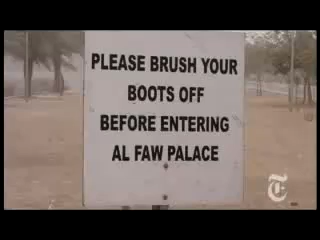 PLEASE BRUSH YOUR
BOOTS OFF
BEFORE ENTERING
AL FAW PALACE
T